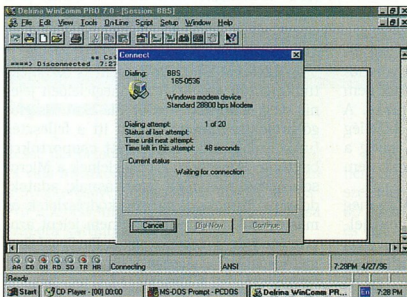 Delrina WinComm PRO 7.0 - [Session: BBS]
File Edit View Tools On-Line Script Setup Window Help
====> Disconnected 7:27
Connect
Dialing: BBS
165-0536
Windows modem device
Standard 28800 bps Modem
Dialing attempt: 1 of 20
Status of last attempt:
Time until next attempt:
Time left in this attempt: 48 seconds
Current status
Waiting for connection
Cancel Dial Now Continue
AA CD OH RD SD TR MR Connecting ANSI 7:28PM 4/27/96
Ready
Start CD Player - [00] 00:00 MS-DOS Prompt - PCDOS Delrina WinComm PR... En 7:28 PM